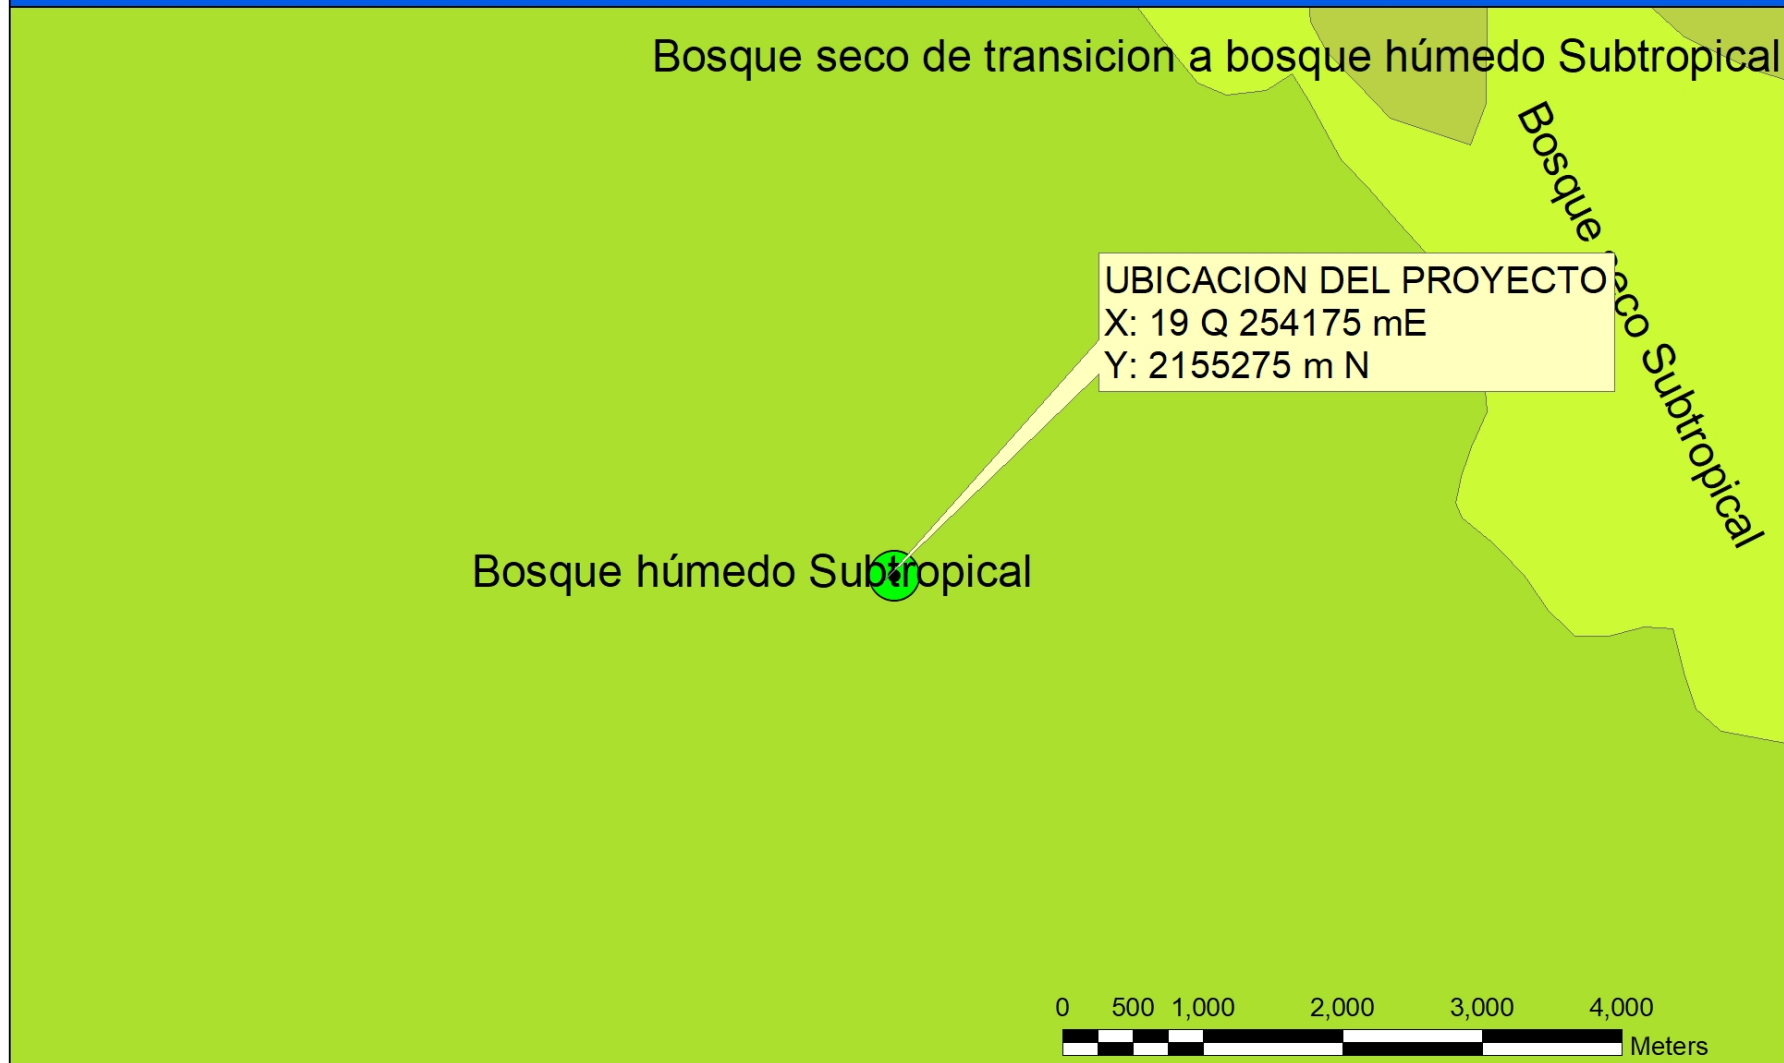 Bosque seco de transicion a bosque húmedo Subtropical
Bosque seco Subtropical
UBICACION DEL PROYECTO
X: 19 Q 254175 mE
Y: 2155275 m N
Bosque húmedo Subtropical
0 500 1,000 2,000 3,000 4,000
Meters